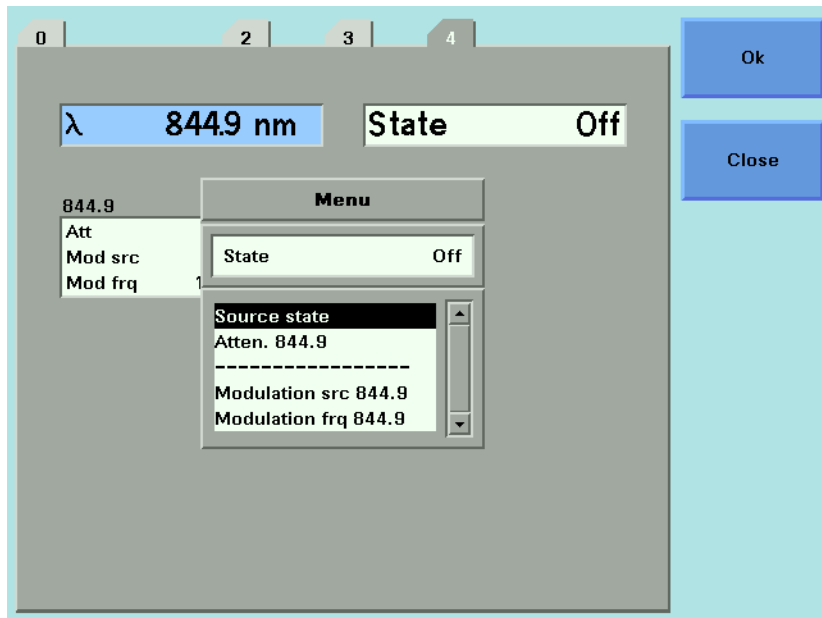 0 2 3 4
Ok
λ 844.9 nm State Off
Close
844.9
Menu
Att
Mod src
Mod frq 1
State Off
Source state
Atten. 844.9
------------------
Modulation src 844.9
Modulation frq 844.9